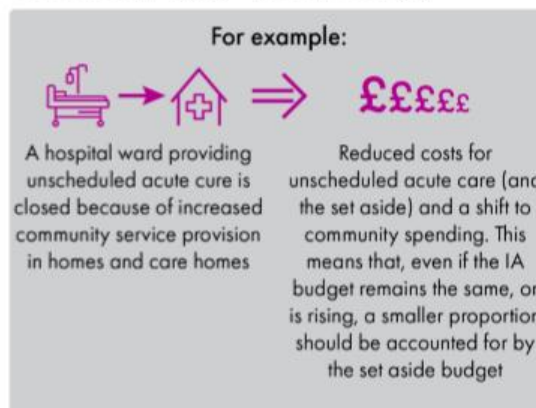 For example:
£££££
A hospital ward providing
unscheduled acute cure is
closed because of increased
community service provision
in homes and care homes
Reduced costs for
unscheduled acute care (and
the set aside) and a shift to
community spending. This
means that, even if the IA
budget remains the same, or
is rising, a smaller proportion
should be accounted for by
the set aside budget